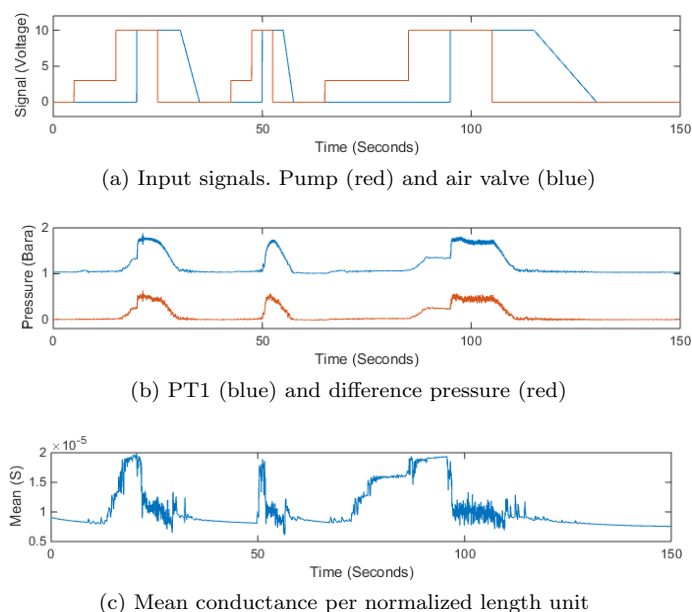 10
5
0
Signal (Voltage)
0 50 100 150
Time (Seconds)
(a) Input signals. Pump (red) and air valve (blue)
2
1
0
Pressure (Bara)
0 50 100 150
Time (Seconds)
(b) PT1 (blue) and difference pressure (red)
×10⁻⁵
2
1.5
1
0.5
Mean (S)
0 50 100 150
Time (Seconds)
(c) Mean conductance per normalized length unit